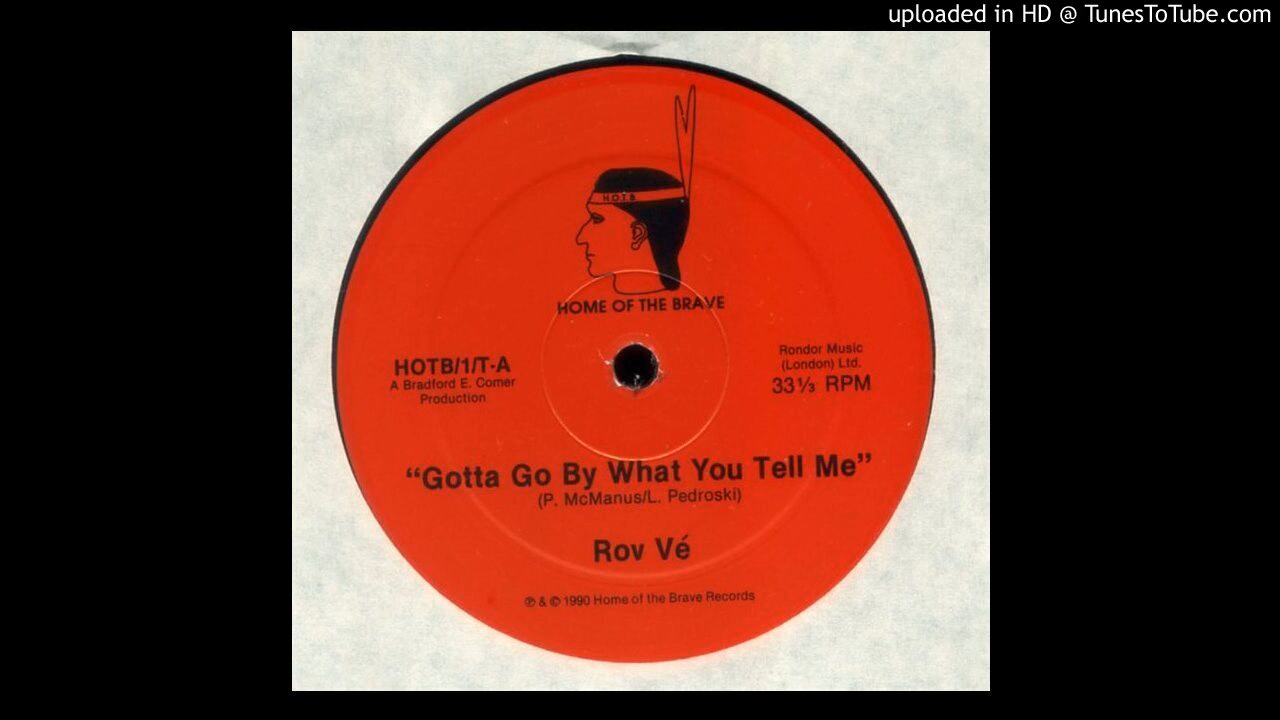 uploaded in HD @ TunesToTube.com
HOTB
HOME OF THE BRAVE
HOTB/1/T-A
A Bradford E. Comer
Production
Rondor Music
(London) Ltd.
33⅓ RPM
“Gotta Go By What You Tell Me”
(P. McManus/L. Pedroski)
Rov Vé
℗ & © 1990 Home of the Brave Records